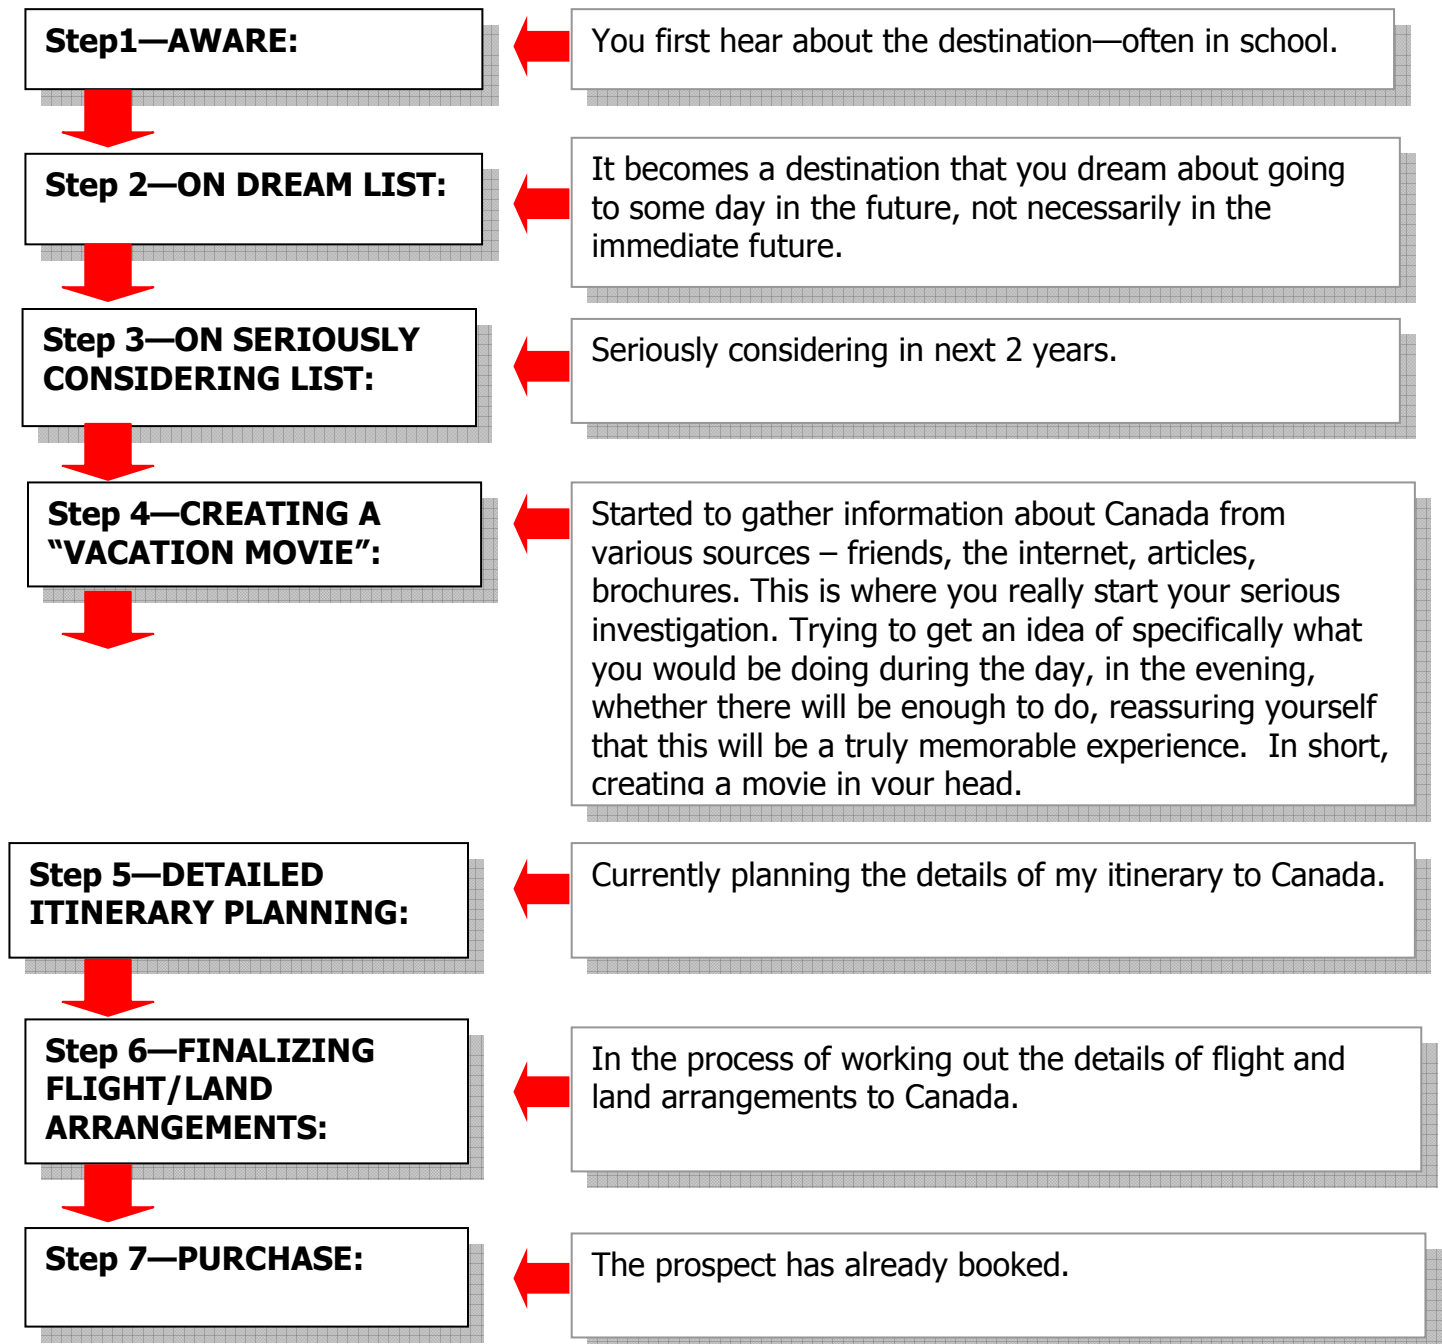 Step1—AWARE:
You first hear about the destination—often in school.
Step 2—ON DREAM LIST:
It becomes a destination that you dream about going
to some day in the future, not necessarily in the
immediate future.
Step 3—ON SERIOUSLY
CONSIDERING LIST:
Seriously considering in next 2 years.
Step 4—CREATING A
“VACATION MOVIE”:
Started to gather information about Canada from
various sources – friends, the internet, articles,
brochures. This is where you really start your serious
investigation. Trying to get an idea of specifically what
you would be doing during the day, in the evening,
whether there will be enough to do, reassuring yourself
that this will be a truly memorable experience.  In short,
creating a movie in your head.
Step 5—DETAILED
ITINERARY PLANNING:
Currently planning the details of my itinerary to Canada.
Step 6—FINALIZING
FLIGHT/LAND
ARRANGEMENTS:
In the process of working out the details of flight and
land arrangements to Canada.
Step 7—PURCHASE:
The prospect has already booked.